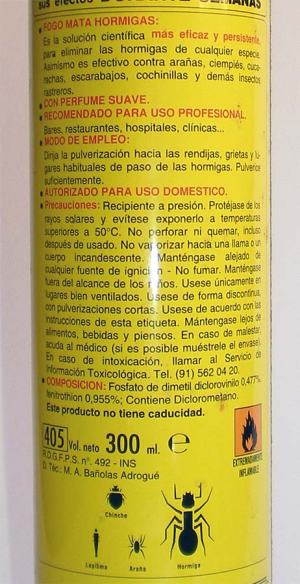 sus efectos DURANTE SEMANAS
• FOGO MATA HORMIGAS:
Es la solución científica más eficaz y persistente,
para eliminar las hormigas de cualquier especie.
Asimismo es efectivo contra arañas, ciempiés, cuca-
rachas, escarabajos, cochinillas y demás insectos
rastreros.
• CON PERFUME SUAVE.
• RECOMENDADO PARA USO PROFESIONAL.
Bares, restaurantes, hospitales, clínicas...
• MODO DE EMPLEO:
Dirija la pulverización hacia las rendijas, grietas y lu-
gares habituales de paso de las hormigas. Pulverice
suficientemente.
• AUTORIZADO PARA USO DOMESTICO.
• Precauciones: Recipiente a presión. Protéjase de los
rayos solares y evítese exponerlo a temperaturas
superiores a 50°C. No perforar ni quemar, incluso
después de usado. No vaporizar hacia una llama o un
cuerpo incandescente. Manténgase alejado de
cualquier fuente de ignición - No fumar. Manténgase
fuera del alcance de los niños. Usese únicamente en
lugares bien ventilados. Usese de forma discontinua,
con pulverizaciones cortas. Usese de acuerdo con las
instrucciones de esta etiqueta. Mántengase lejos de
alimentos, bebidas y piensos. En caso de malestar,
acuda al médico (si es posible muéstrele el envase).
En caso de intoxicación, llamar al Servicio de
Información Toxicológica. Tel. (91) 562 04 20.
• COMPOSICION: Fosfato de dimetil diclorovinilo 0,477%,
fenitrothion 0,955%; Contiene Diclorometano.
Este producto no tiene caducidad.
405 Vol. neto 300 ml. e
R.D.G.F.P.S. n°. 492 - INS
D. Téc.: M. A. Bañolas Adrogué
EXTREMADAMENTE
INFLAMABLE
Chinche
Lepisma Araña Hormiga